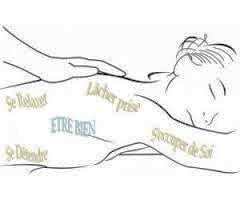 Se Relaxer
Lâcher prise
ETRE BIEN
S'occuper de Soi
Se Détendre